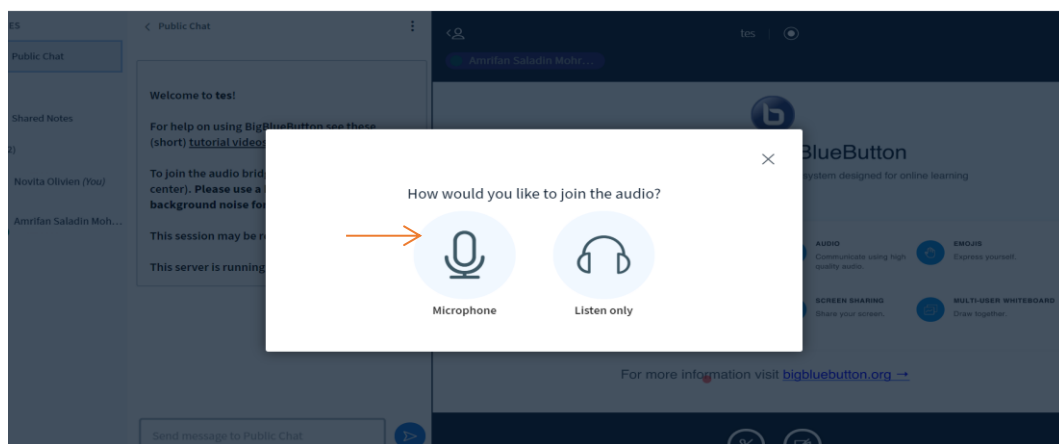 ES
Public Chat
Shared Notes
2)
Novita Olivien (You)
Amrifan Saladin Moh...
Public Chat
Welcome to tes!
For help on using BigBlueButton see these
(short) tutorial videos
To join the audio brid
center). Please use a
background noise for
This session may be re
This server is running
Send message to Public Chat
tes
Amrifan Saladin Mohr...
How would you like to join the audio?
Microphone
Listen only
BlueButton
system designed for online learning
AUDIO
Communicate using high
quality audio.
EMOJIS
Express yourself.
SCREEN SHARING
Share your screen.
MULTI-USER WHITEBOARD
Draw together.
For more information visit bigbluebutton.org →